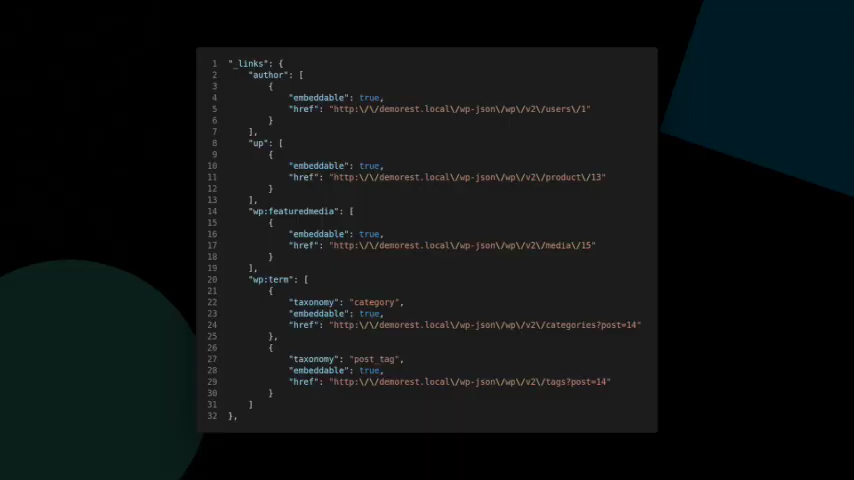 1 "_links": {
2 "author": [
3 {
4 "embeddable": true,
5 "href": "http:\/\/demorest.local\/wp-json\/wp\/v2\/users\/1"
6 }
7 ],
8 "up": [
9 {
10 "embeddable": true,
11 "href": "http:\/\/demorest.local\/wp-json\/wp\/v2\/product\/13"
12 }
13 ],
14 "wp:featuredmedia": [
15 {
16 "embeddable": true,
17 "href": "http:\/\/demorest.local\/wp-json\/wp\/v2\/media\/15"
18 }
19 ],
20 "wp:term": [
21 {
22 "taxonomy": "category",
23 "embeddable": true,
24 "href": "http:\/\/demorest.local\/wp-json\/wp\/v2\/categories?post=14"
25 },
26 {
27 "taxonomy": "post_tag",
28 "embeddable": true,
29 "href": "http:\/\/demorest.local\/wp-json\/wp\/v2\/tags?post=14"
30 }
31 ]
32 },